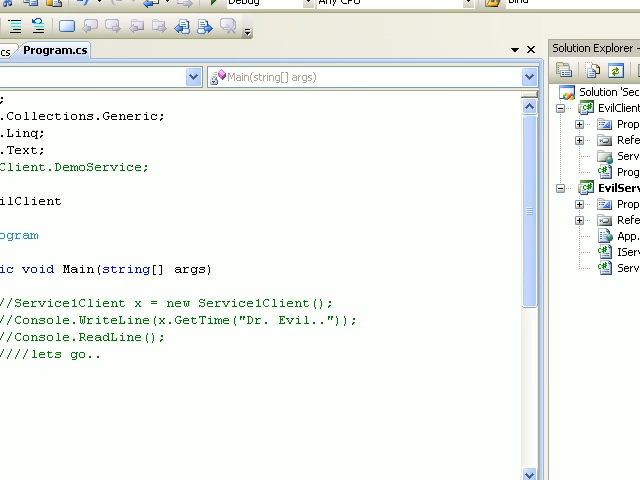 Debug
Any CPU
cs
Program.cs
Main(string[] args)
;
.Collections.Generic;
.Linq;
.Text;
Client.DemoService;
ilClient
ogram
ic void Main(string[] args)
//Service1Client x = new Service1Client();
//Console.WriteLine(x.GetTime("Dr. Evil.."));
//Console.ReadLine();
////lets go..
Solution Explorer -
Solution 'Sec
EvilClient
Prop
Refe
Serv
Prog
EvilServ
Prop
Refe
App.
IServ
Serv